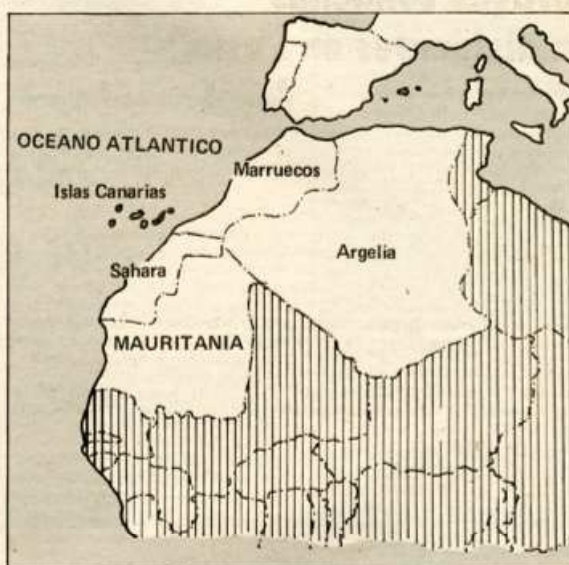 OCEANO ATLANTICO
Marruecos
Islas Canarias
Argelia
Sahara
MAURITANIA